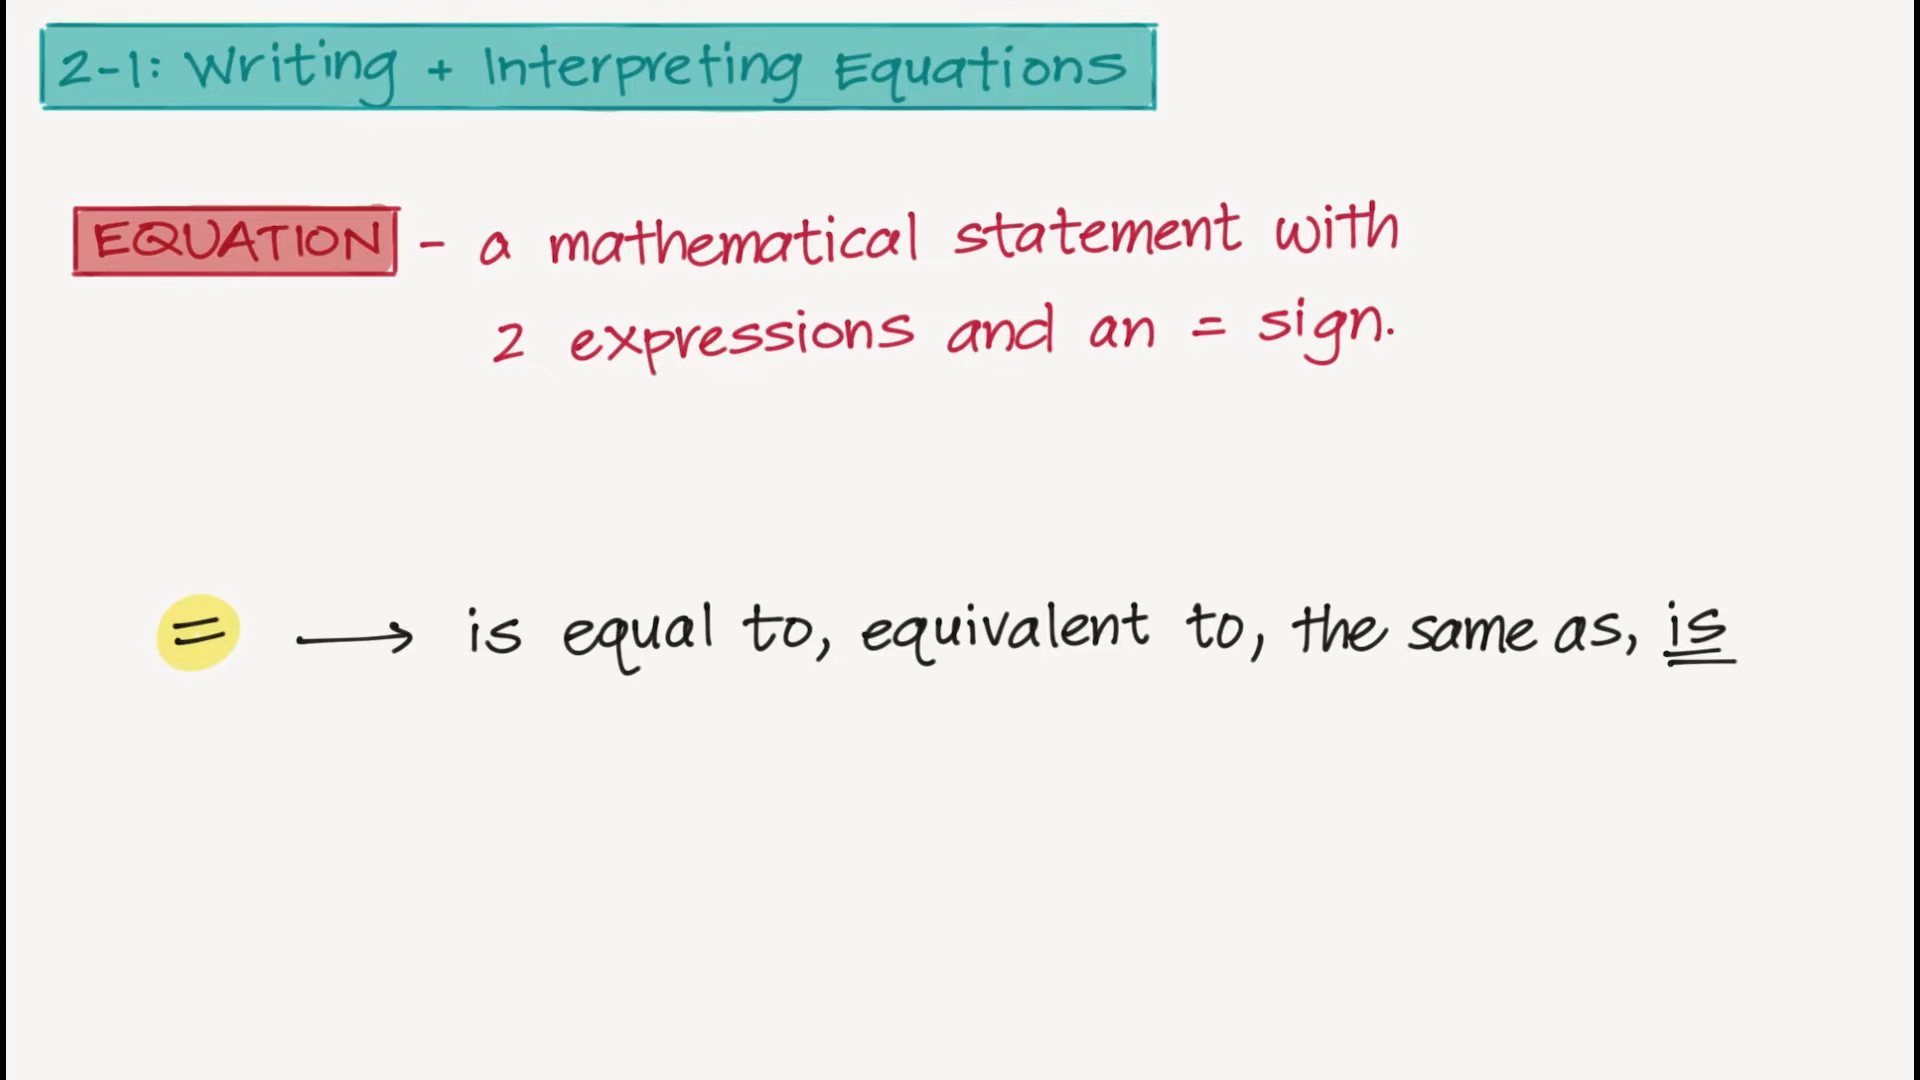 2-1: Writing + Interpreting Equations
EQUATION - a mathematical statement with
2 expressions and an = sign.
= → is equal to, equivalent to, the same as, is